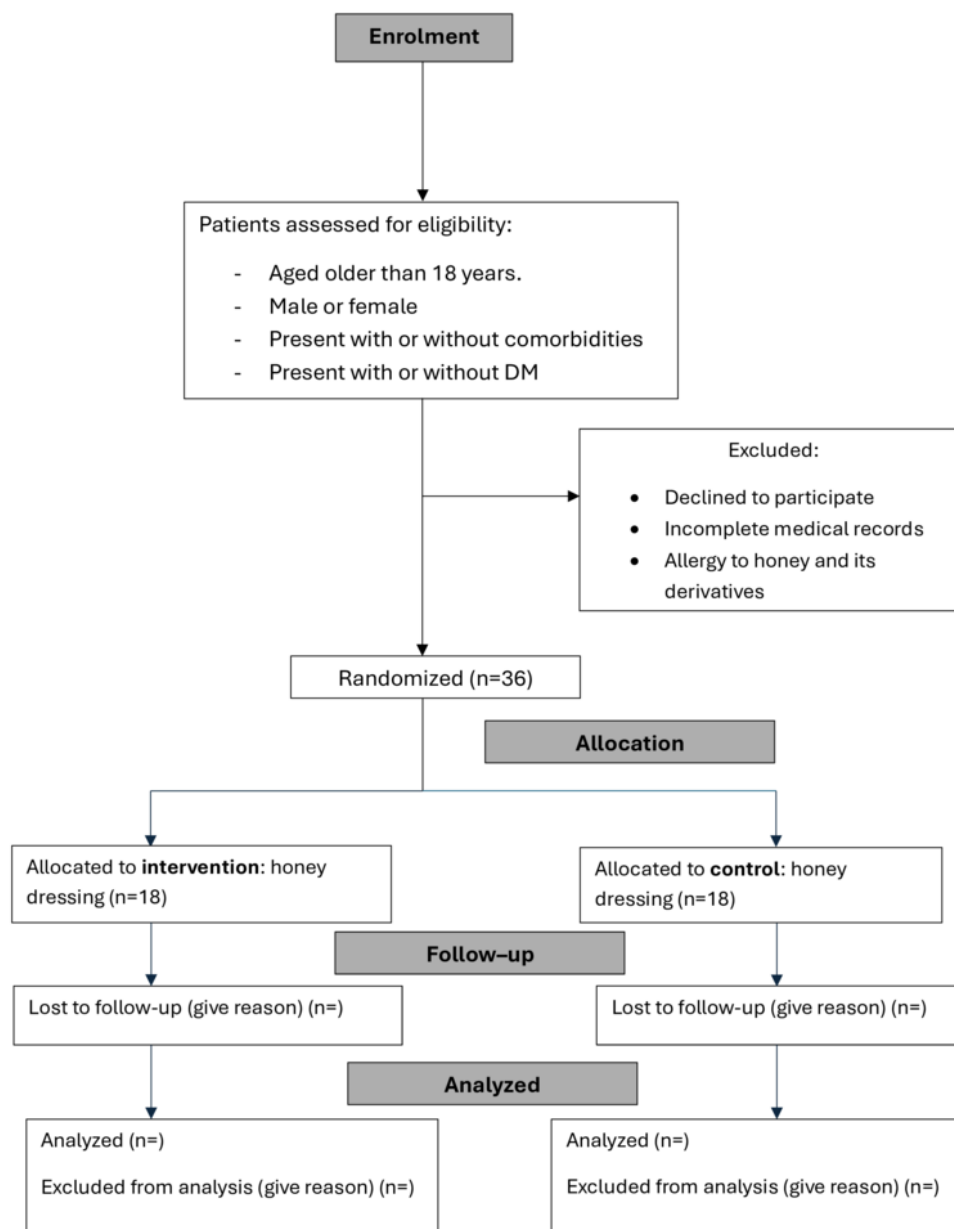 Enrolment
Patients assessed for eligibility:
- Aged older than 18 years.
- Male or female
- Present with or without comorbidities
- Present with or without DM
Excluded:
• Declined to participate
• Incomplete medical records
• Allergy to honey and its
derivatives
Randomized (n=36)
Allocation
Allocated to intervention: honey
dressing (n=18)
Allocated to control: honey
dressing (n=18)
Follow–up
Lost to follow-up (give reason) (n=)
Lost to follow-up (give reason) (n=)
Analyzed
Analyzed (n=)
Excluded from analysis (give reason) (n=)
Analyzed (n=)
Excluded from analysis (give reason) (n=)